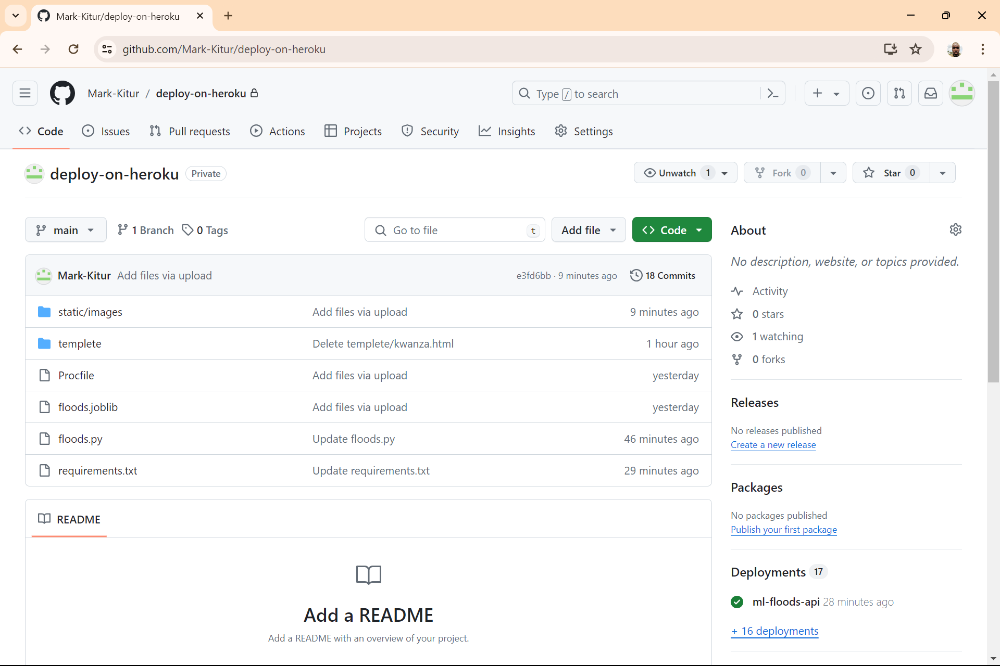 Mark-Kitur/deploy-on-heroku
github.com/Mark-Kitur/deploy-on-heroku
Mark-Kitur / deploy-on-heroku
Type / to search
Code Issues Pull requests Actions Projects Security Insights Settings
deploy-on-heroku Private
Unwatch 1 Fork 0 Star 0
main 1 Branch 0 Tags Go to file t Add file Code
Mark-Kitur Add files via upload e3fd6bb · 9 minutes ago 18 Commits
static/images Add files via upload 9 minutes ago
templete Delete templete/kwanza.html 1 hour ago
Procfile Add files via upload yesterday
floods.joblib Add files via upload yesterday
floods.py Update floods.py 46 minutes ago
requirements.txt Update requirements.txt 29 minutes ago
README
Add a README
Add a README with an overview of your project.
About
No description, website, or topics provided.
Activity
0 stars
1 watching
0 forks
Releases
No releases published
Create a new release
Packages
No packages published
Publish your first package
Deployments 17
ml-floods-api 28 minutes ago
+ 16 deployments